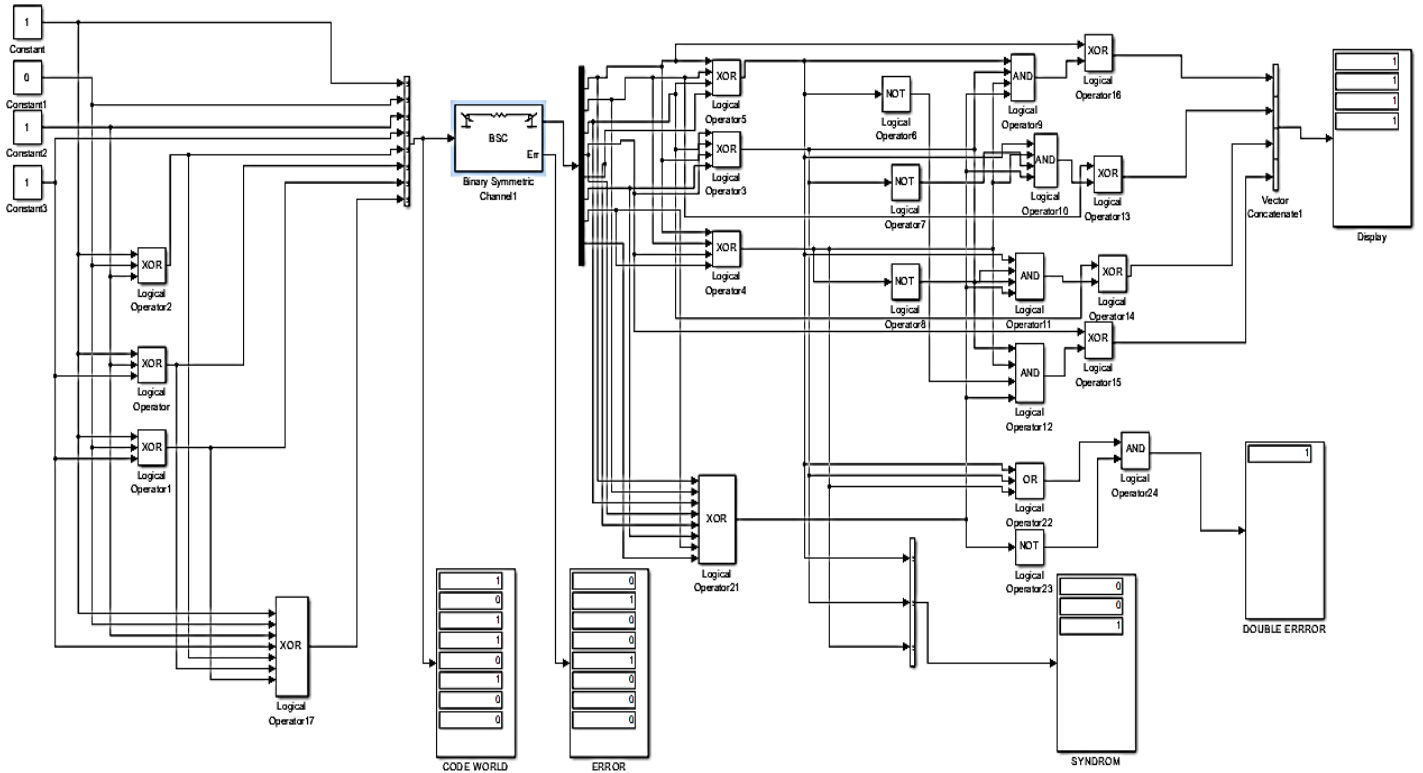 1
Constant
0
Constant1
1
Constant2
1
Constant3
XOR
Logical
Operator2
XOR
Logical
Operator
XOR
Logical
Operator1
XOR
Logical
Operator17
BSC
Err
Binary Symmetric
Channel1
1
0
1
1
0
1
0
0
CODE WORLD
0
1
0
0
1
0
0
0
ERROR
XOR
Logical
Operator5
XOR
Logical
Operator3
XOR
Logical
Operator4
XOR
Logical
Operator21
NOT
Logical
Operator6
NOT
Logical
Operator7
NOT
Logical
Operator8
AND
Logical
Operator9
AND
Logical
Operator10
AND
Logical
Operator11
AND
Logical
Operator12
XOR
Logical
Operator16
XOR
Logical
Operator13
XOR
Logical
Operator14
XOR
Logical
Operator15
OR
Logical
Operator22
NOT
Logical
Operator23
AND
Logical
Operator24
Vector
Concatenate1
1
1
1
1
Display
0
0
1
SYNDROM
1
DOUBLE ERRROR